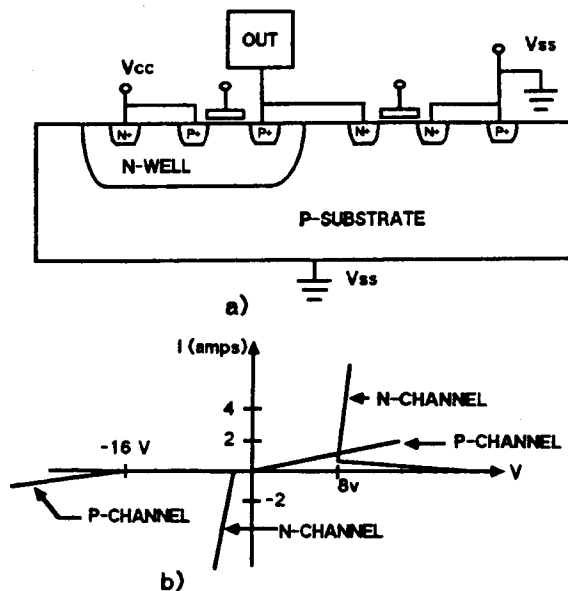 OUT
Vcc
Vss
N+
P+
P+
N+
N+
P+
N-WELL
P-SUBSTRATE
Vss
a)
I (amps)
4
2
N-CHANNEL
P-CHANNEL
-16 V
8v
V
-2
P-CHANNEL
N-CHANNEL
b)